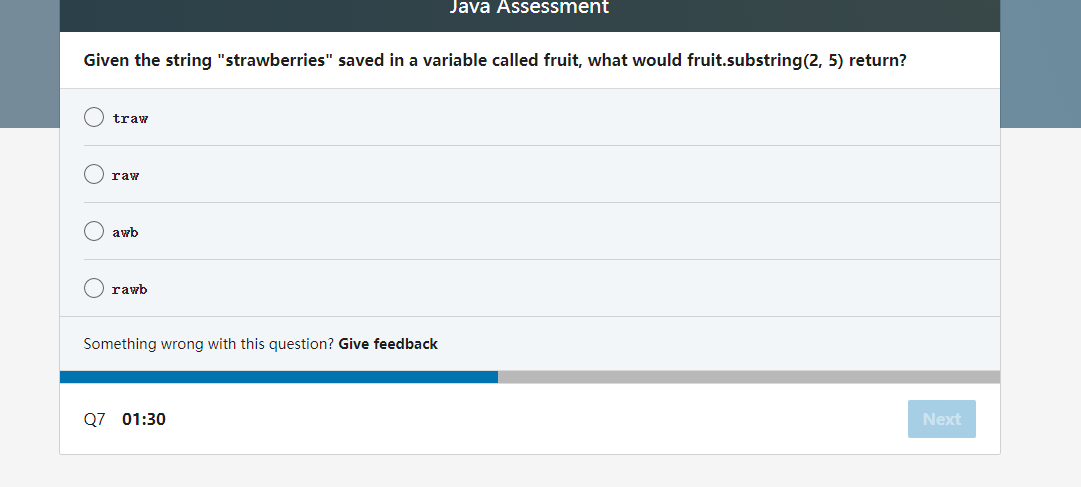 Java Assessment
Given the string "strawberries" saved in a variable called fruit, what would fruit.substring(2, 5) return?
traw
raw
awb
rawb
Something wrong with this question? Give feedback
Q7 01:30
Next